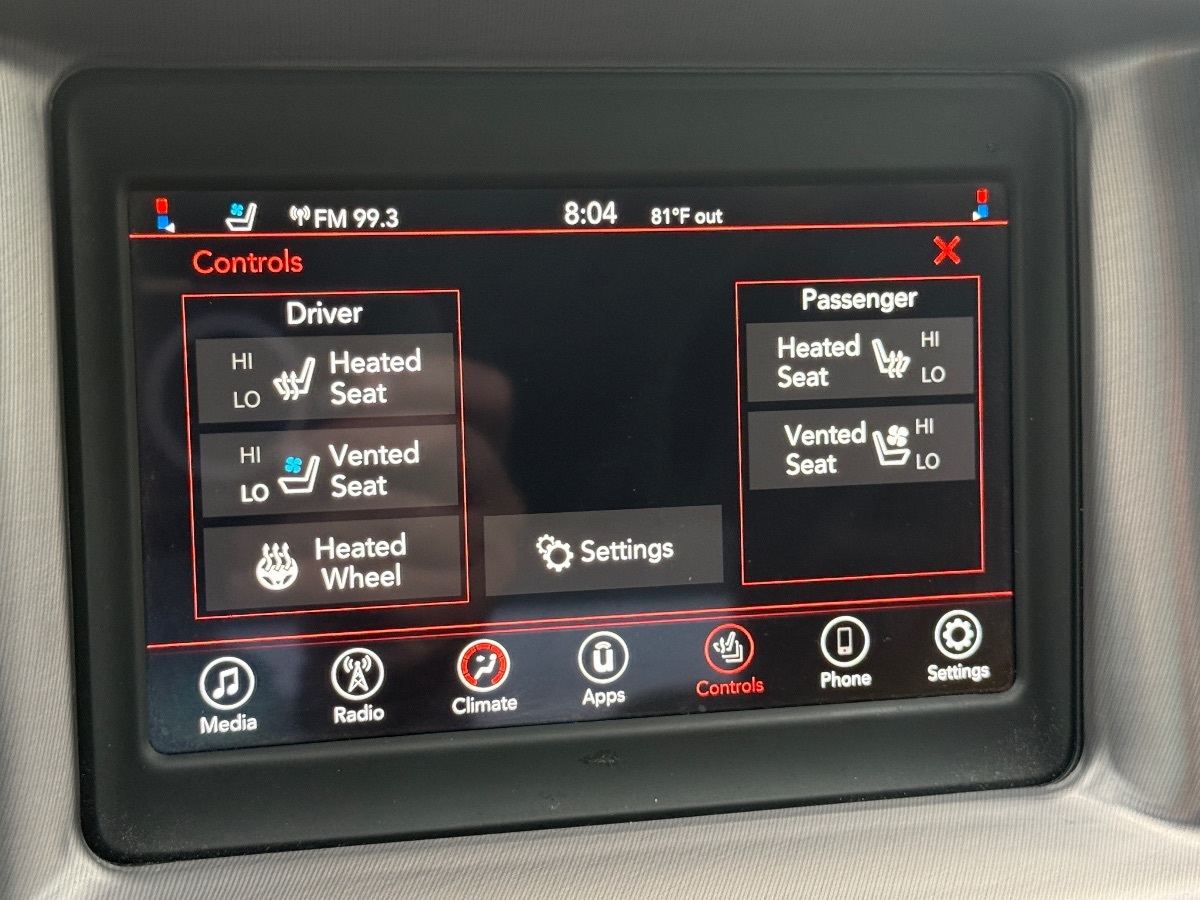 FM 99.3 8:04 81°F out
Controls
Driver
HI
LO
Heated
Seat
HI
LO
Vented
Seat
Heated
Wheel
Settings
Passenger
Heated
Seat
HI
LO
Vented
Seat
HI
LO
Media Radio Climate Apps Controls Phone Settings